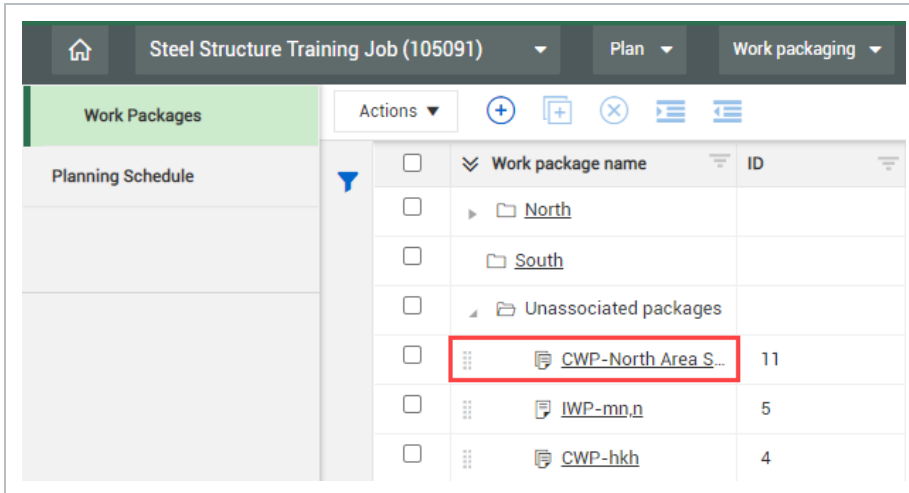 Steel Structure Training Job (105091) Plan Work packaging
Work Packages
Actions
Planning Schedule
Work package name ID
North
South
Unassociated packages
CWP-North Area S... 11
IWP-mn,n 5
CWP-hkh 4